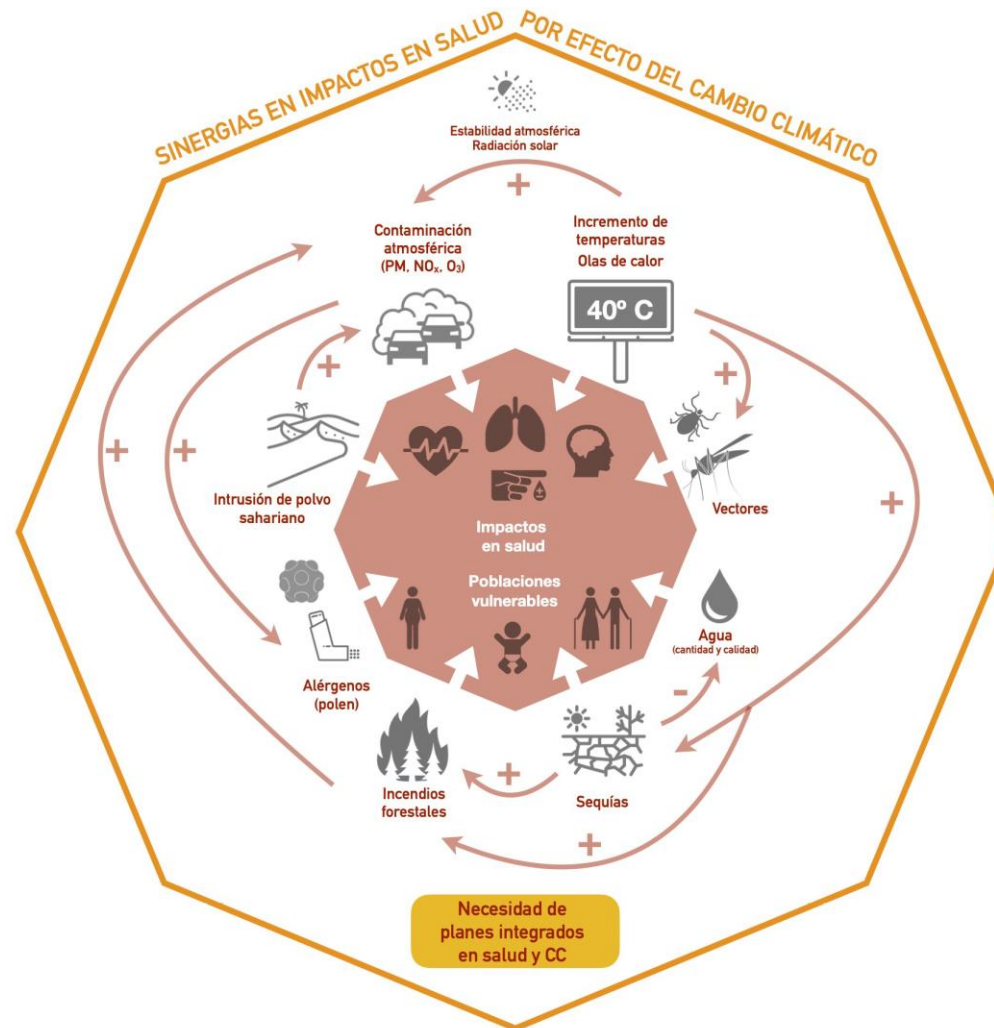 SINERGIAS EN IMPACTOS EN SALUD
POR EFECTO DEL CAMBIO CLIMÁTICO
Estabilidad atmosférica
Radiación solar
+
Contaminación
atmosférica
(PM, NOₓ, O₃)
Incremento de
temperaturas
Olas de calor
40º C
+
+
+
+
+
Intrusión de polvo
sahariano
Vectores
Impactos
en salud
Poblaciones
vulnerables
Agua
(cantidad y calidad)
Alérgenos
(polen)
-
+
Incendios
forestales
Sequías
+
Necesidad de
planes integrados
en salud y CC